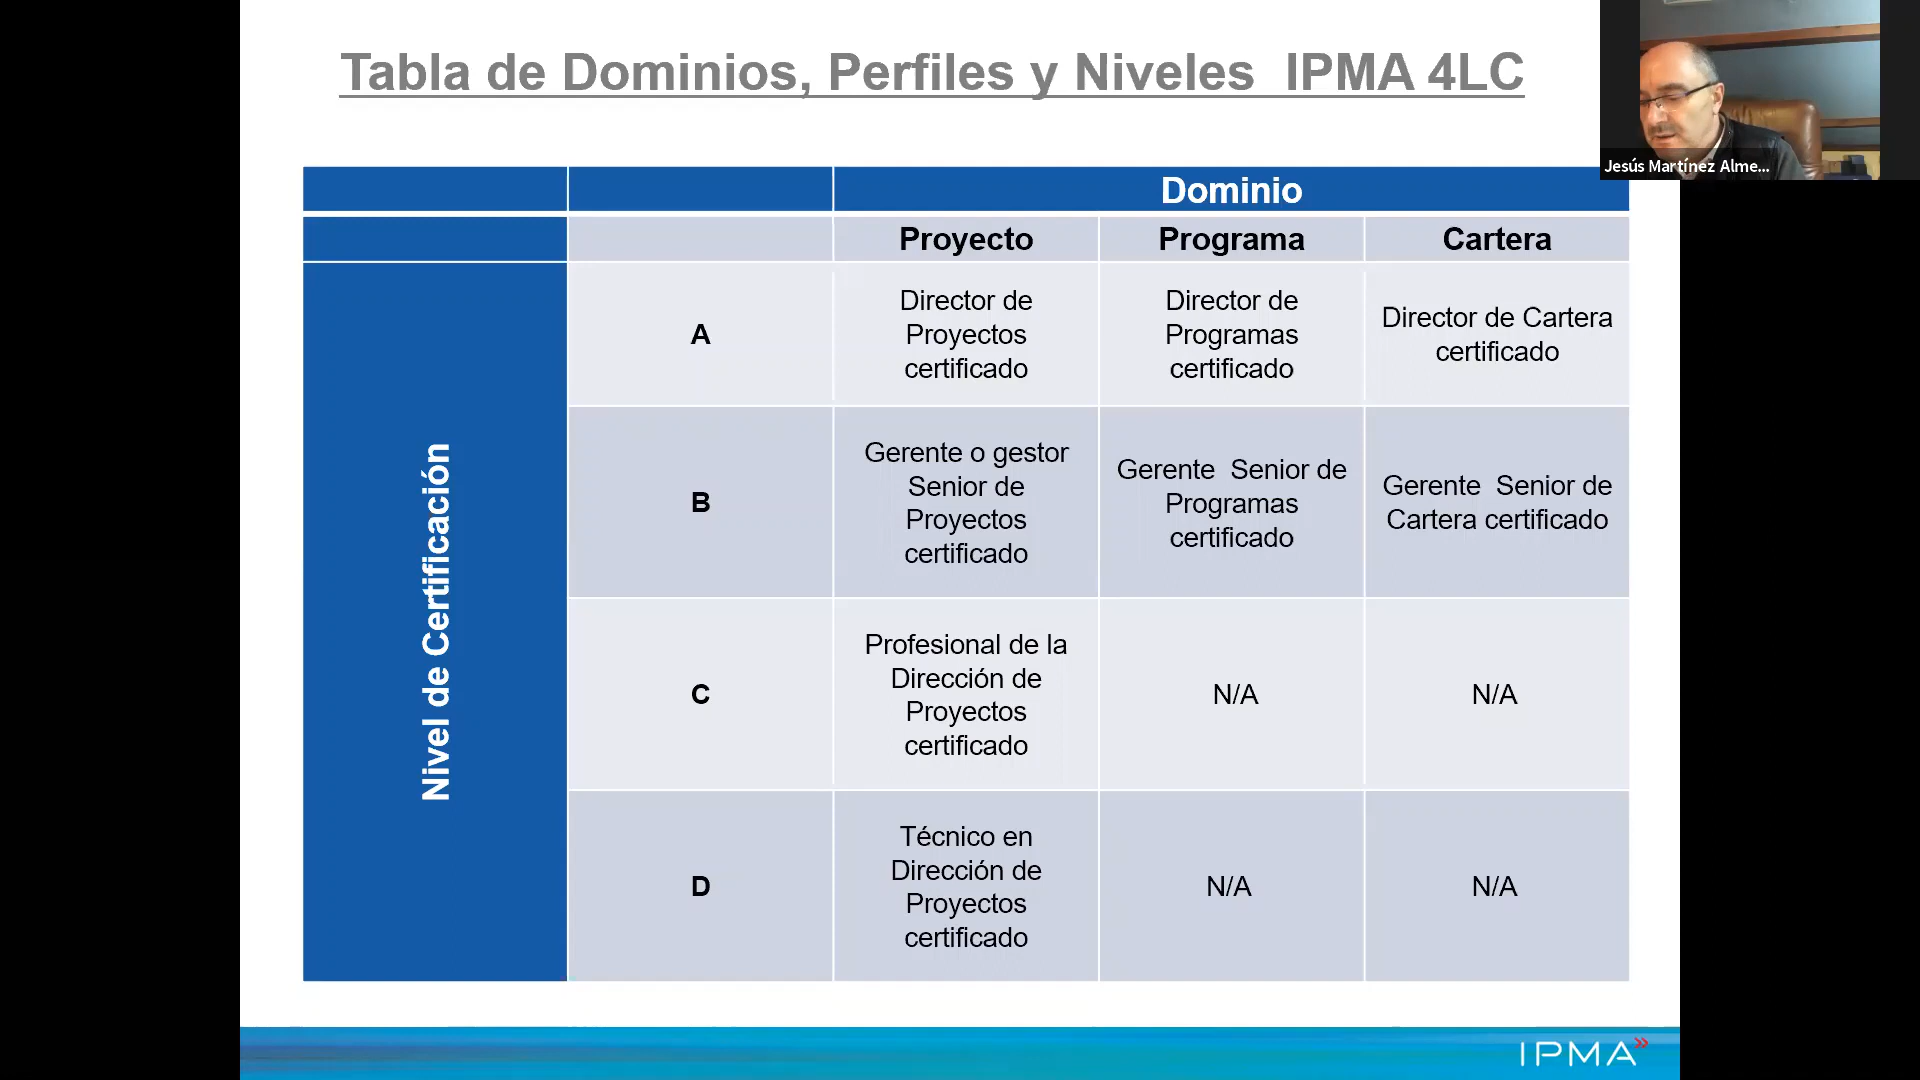 Tabla de Dominios, Perfiles y Niveles  IPMA 4LC
Jesús Martínez Alme...
Dominio
Proyecto
Programa
Cartera
Nivel de Certificación
A
Director de
Proyectos
certificado
Director de
Programas
certificado
Director de Cartera
certificado
B
Gerente o gestor
Senior de
Proyectos
certificado
Gerente  Senior de
Programas
certificado
Gerente  Senior de
Cartera certificado
C
Profesional de la
Dirección de
Proyectos
certificado
N/A
N/A
D
Técnico en
Dirección de
Proyectos
certificado
N/A
N/A
IPMA